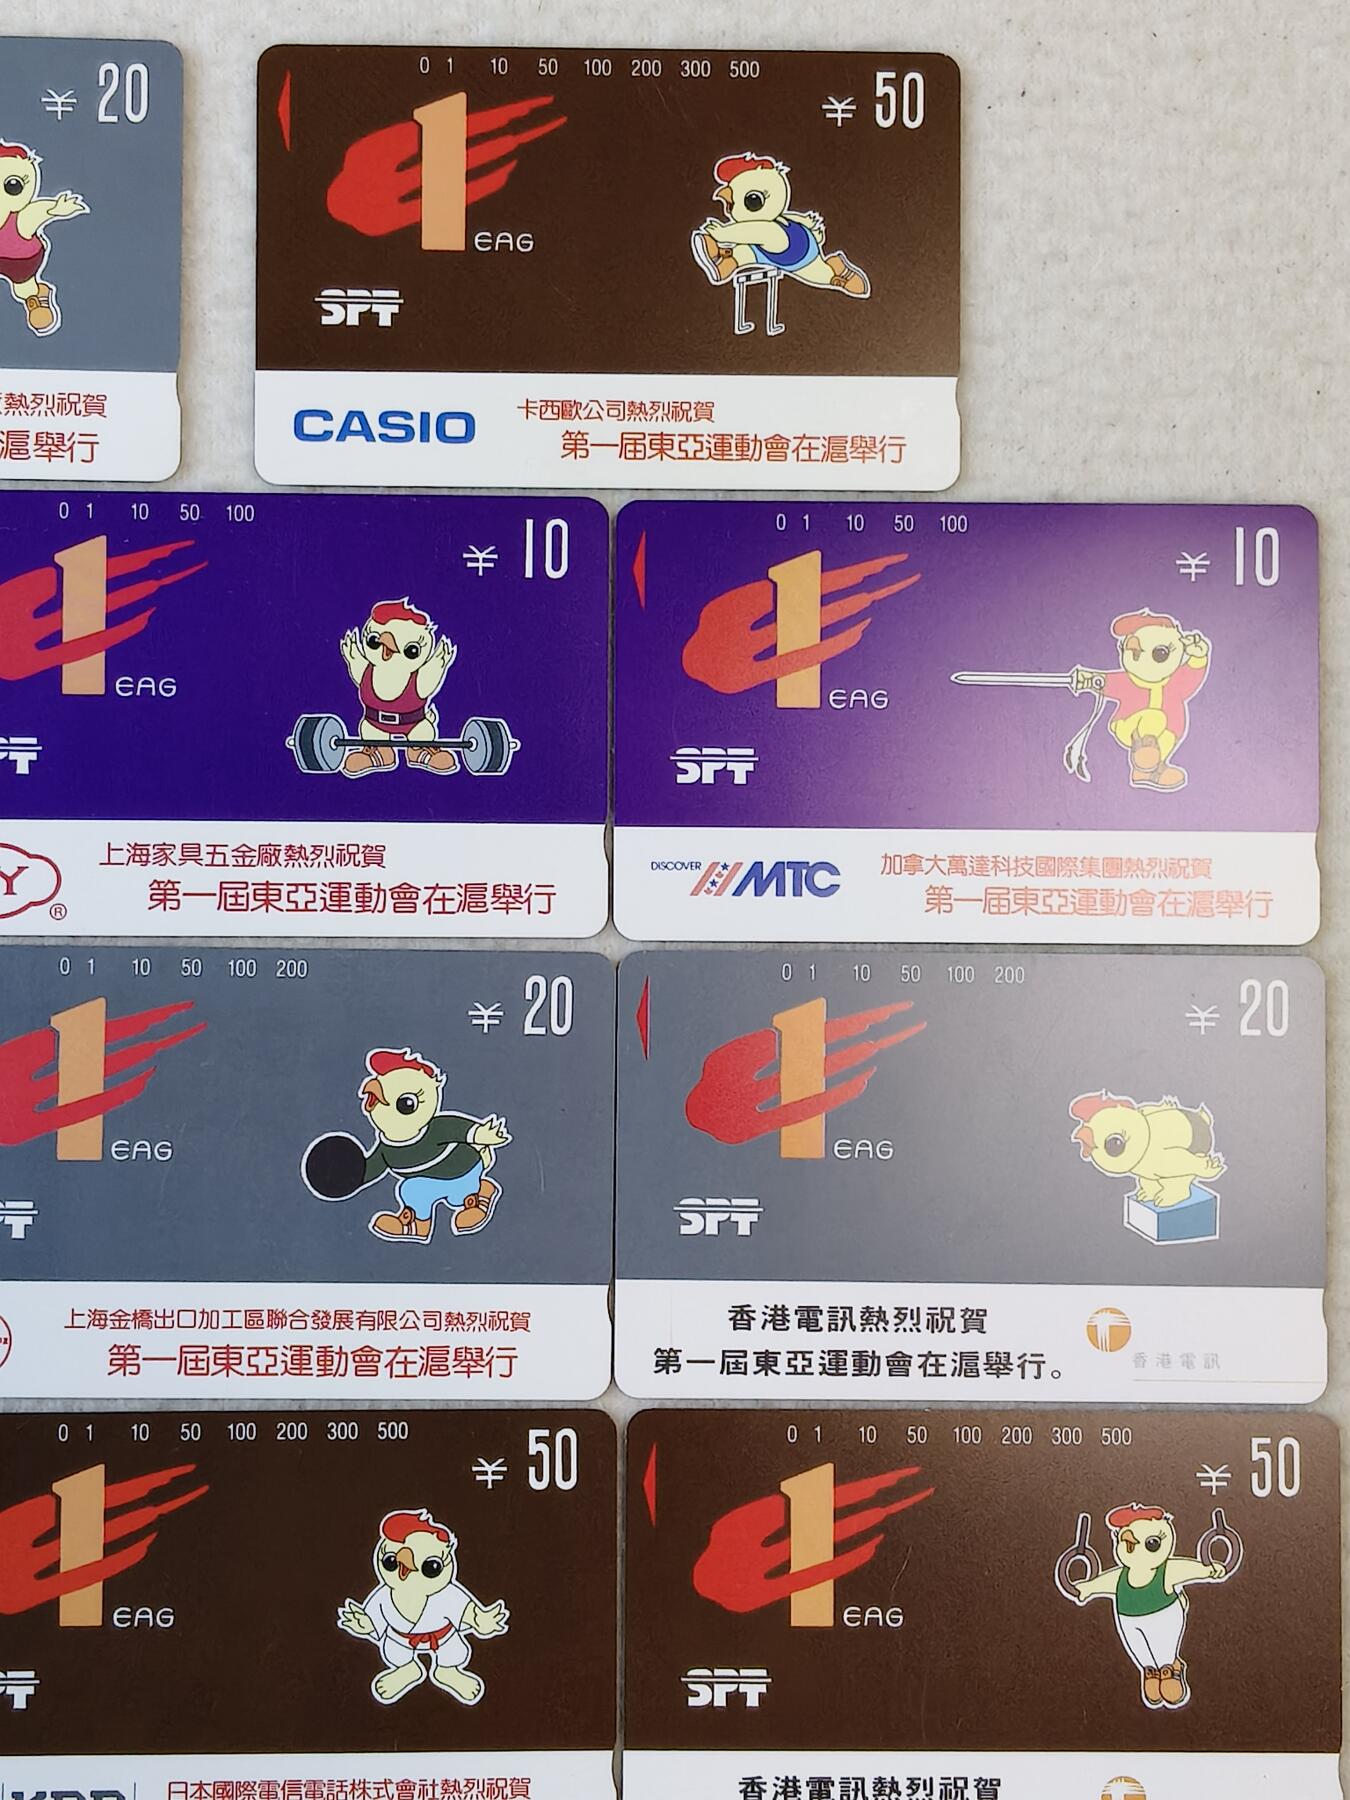 ¥ 20
熱烈祝賀
滬舉行
0 1 10 50 100 200 300 500
¥ 50
1
EAG
SPT
CASIO
卡西歐公司熱烈祝賀
第一届東亞運動會在滬舉行
0 1 10 50 100
¥ 10
1
EAG
上海家具五金廠熱烈祝賀
第一屆東亞運動會在滬舉行
®
0 1 10 50 100
¥ 10
1
EAG
SPT
DISCOVER
MTC
加拿大萬達科技國際集團熱烈祝賀
第一届東亞運動會在滬舉行
0 1 10 50 100 200
¥ 20
1
EAG
上海金橋出口加工區聯合發展有限公司熱烈祝賀
第一屆東亞運動會在滬舉行
0 1 10 50 100 200
¥ 20
1
EAG
SPT
香港電訊熱烈祝賀
第一屆東亞運動會在滬舉行。
香港電訊
0 1 10 50 100 200 300 500
¥ 50
1
EAG
日本國際電信電話株式會社熱烈祝賀
0 1 10 50 100 200 300 500
¥ 50
1
EAG
SPT
香港電訊熱烈祝賀